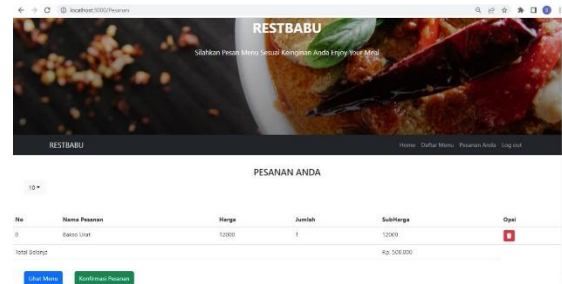 localhost:5000/Pesanan
RESTBABU
Silahkan Pesan Menu Sesuai Keinginan Anda Enjoy Your Meal
RESTBABU
Home Daftar Menu Pesanan Anda Log out
PESANAN ANDA
10
No Nama Pesanan Harga Jumlah SubHarga Opsi
0 Bakso Urat 12000 1 12000
Total Belanja Rp. 500.000
Lihat Menu Konfirmasi Pesanan